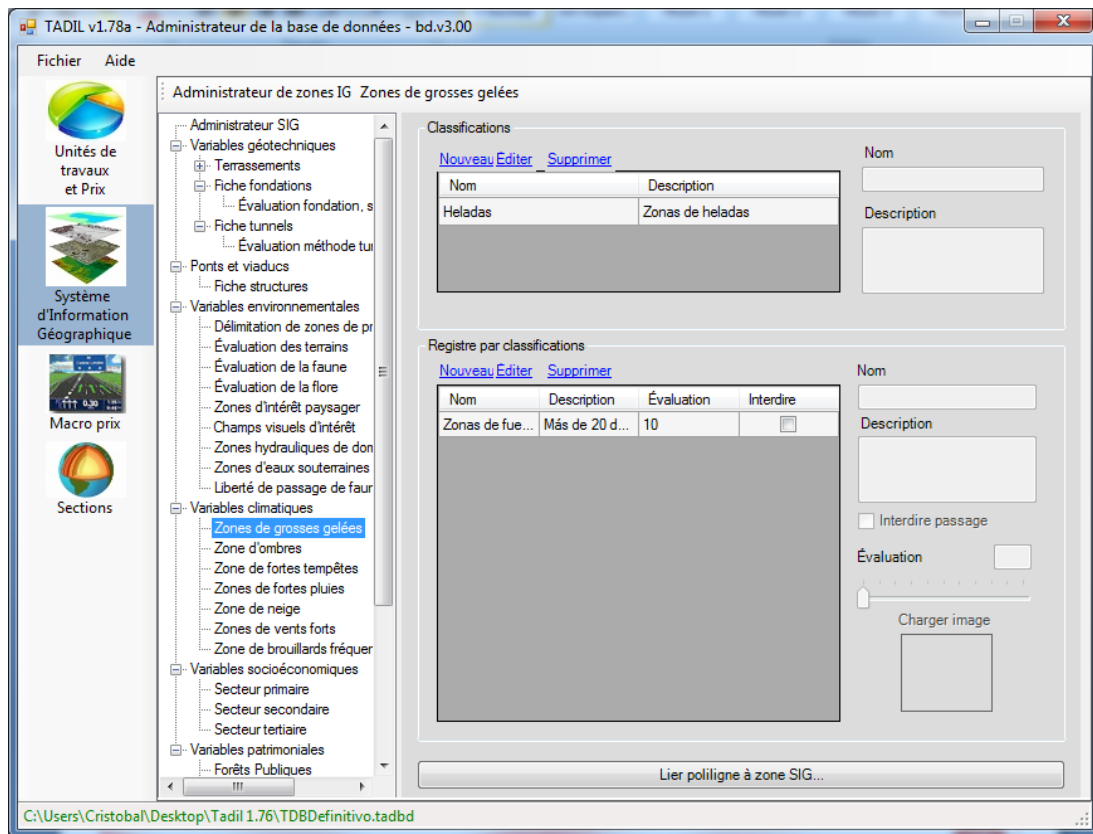 TADIL v1.78a - Administrateur de la base de données - bd.v3.00
Fichier Aide
Unités de
travaux
et Prix
Système
d'Information
Géographique
Macro prix
Sections
Administrateur de zones IG Zones de grosses gelées
Administrateur SIG
Variables géotechniques
Terrassements
Fiche fondations
Évaluation fondation, s
Fiche tunnels
Évaluation méthode tur
Ponts et viaducs
Fiche structures
Variables environnementales
Délimitation de zones de pr
Évaluation des terrains
Évaluation de la faune
Évaluation de la flore
Zones d'intérêt paysager
Champs visuels d'intérêt
Zones hydrauliques de don
Zones d'eaux souterraines
Liberté de passage de faur
Variables climatiques
Zones de grosses gelées
Zone d'ombres
Zone de fortes tempêtes
Zones de fortes pluies
Zone de neige
Zones de vents forts
Zone de brouillards fréquer
Variables socioéconomiques
Secteur primaire
Secteur secondaire
Secteur tertiaire
Variables patrimoniales
Forêts Publiques
Classifications
Nouveau Éditer Supprimer
Nom Description
Heladas Zonas de heladas
Nom
Description
Registre par classifications
Nouveau Éditer Supprimer
Nom Description Évaluation Interdire
Zonas de fue... Más de 20 d... 10
Nom
Description
Interdire passage
Évaluation
Charger image
Lier poliligne à zone SIG...
C:\Users\Cristobal\Desktop\Tadil 1.76\TDBDefinitivo.tadbd